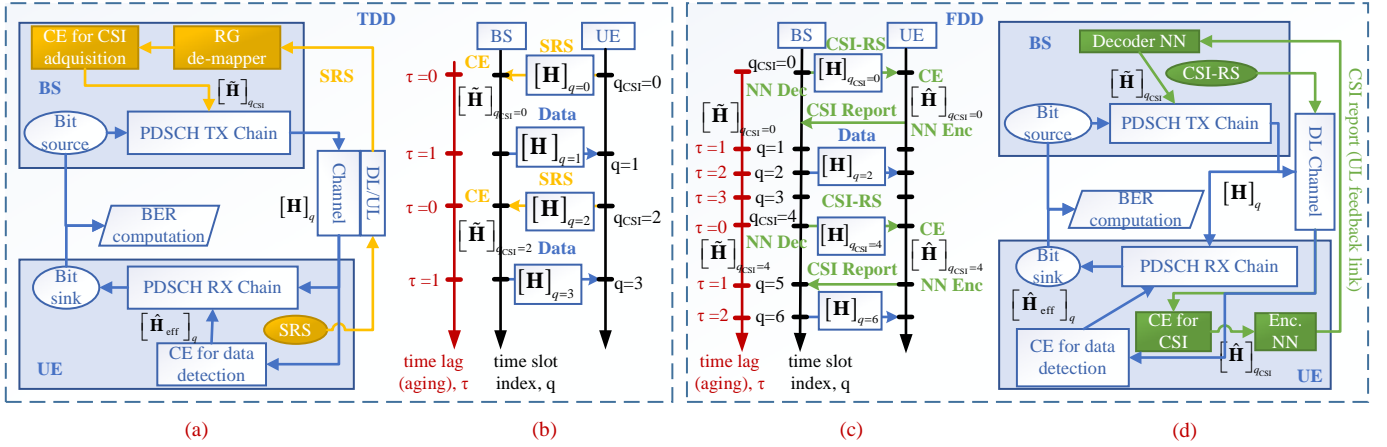 TDD
CE for CSI
adquisition
RG
de-mapper
SRS
BS
[H̃]q_CSI
Bit
source
PDSCH TX Chain
Channel
DL/UL
[H]q
BER
computation
Bit
sink
PDSCH RX Chain
[Ĥeff]q
SRS
CE for data
detection
UE
(a)
BS
UE
SRS
CE
τ=0
[H]q=0
qCSI=0
[H̃]qCSI=0
Data
τ=1
[H]q=1
q=1
SRS
CE
τ=0
[H]q=2
qCSI=2
[H̃]qCSI=2
Data
τ=1
[H]q=3
q=3
time lag
(aging), τ
time slot
index, q
(b)
FDD
BS
UE
CSI-RS
qCSI=0
[H]qCSI=0
CE
τ=0
NN Dec
[Ĥ]qCSI=0
CSI Report
[H̃]qCSI=0
NN Enc
Data
τ=1
q=1
τ=2
q=2
[H]q=2
τ=3
q=3
CSI-RS
qCSI=4
τ=0
[H]qCSI=4
CE
NN Dec
[H̃]qCSI=4
[Ĥ]qCSI=4
CSI Report
τ=1
q=5
NN Enc
τ=2
q=6
[H]q=6
time lag
(aging), τ
time slot
index, q
(c)
BS
Decoder NN
CSI-RS
[H̃]qCSI
Bit
source
PDSCH TX Chain
DL Channel
CSI report (UL feedback link)
[H]q
BER
computation
Bit
sink
PDSCH RX Chain
[Ĥeff]q
CE for
CSI
Enc.
NN
CE for data
detection
[Ĥ]qCSI
UE
(d)